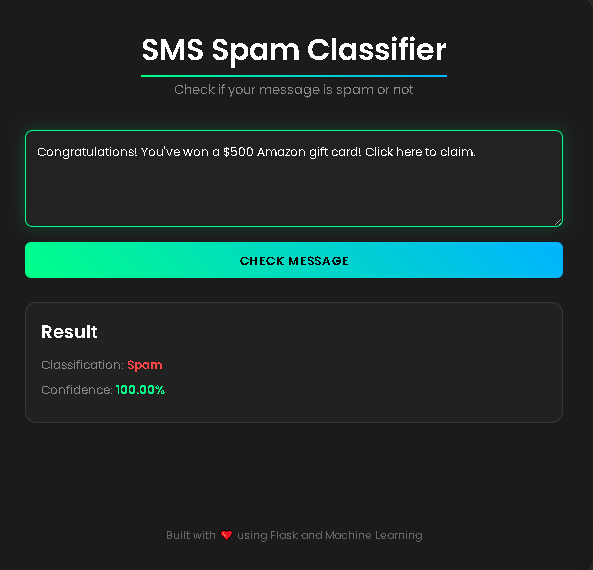 SMS Spam Classifier
Check if your message is spam or not
Congratulations! You've won a $500 Amazon gift card! Click here to claim.
CHECK MESSAGE
Result
Classification: Spam
Confidence: 100.00%
Built with ❤️ using Flask and Machine Learning